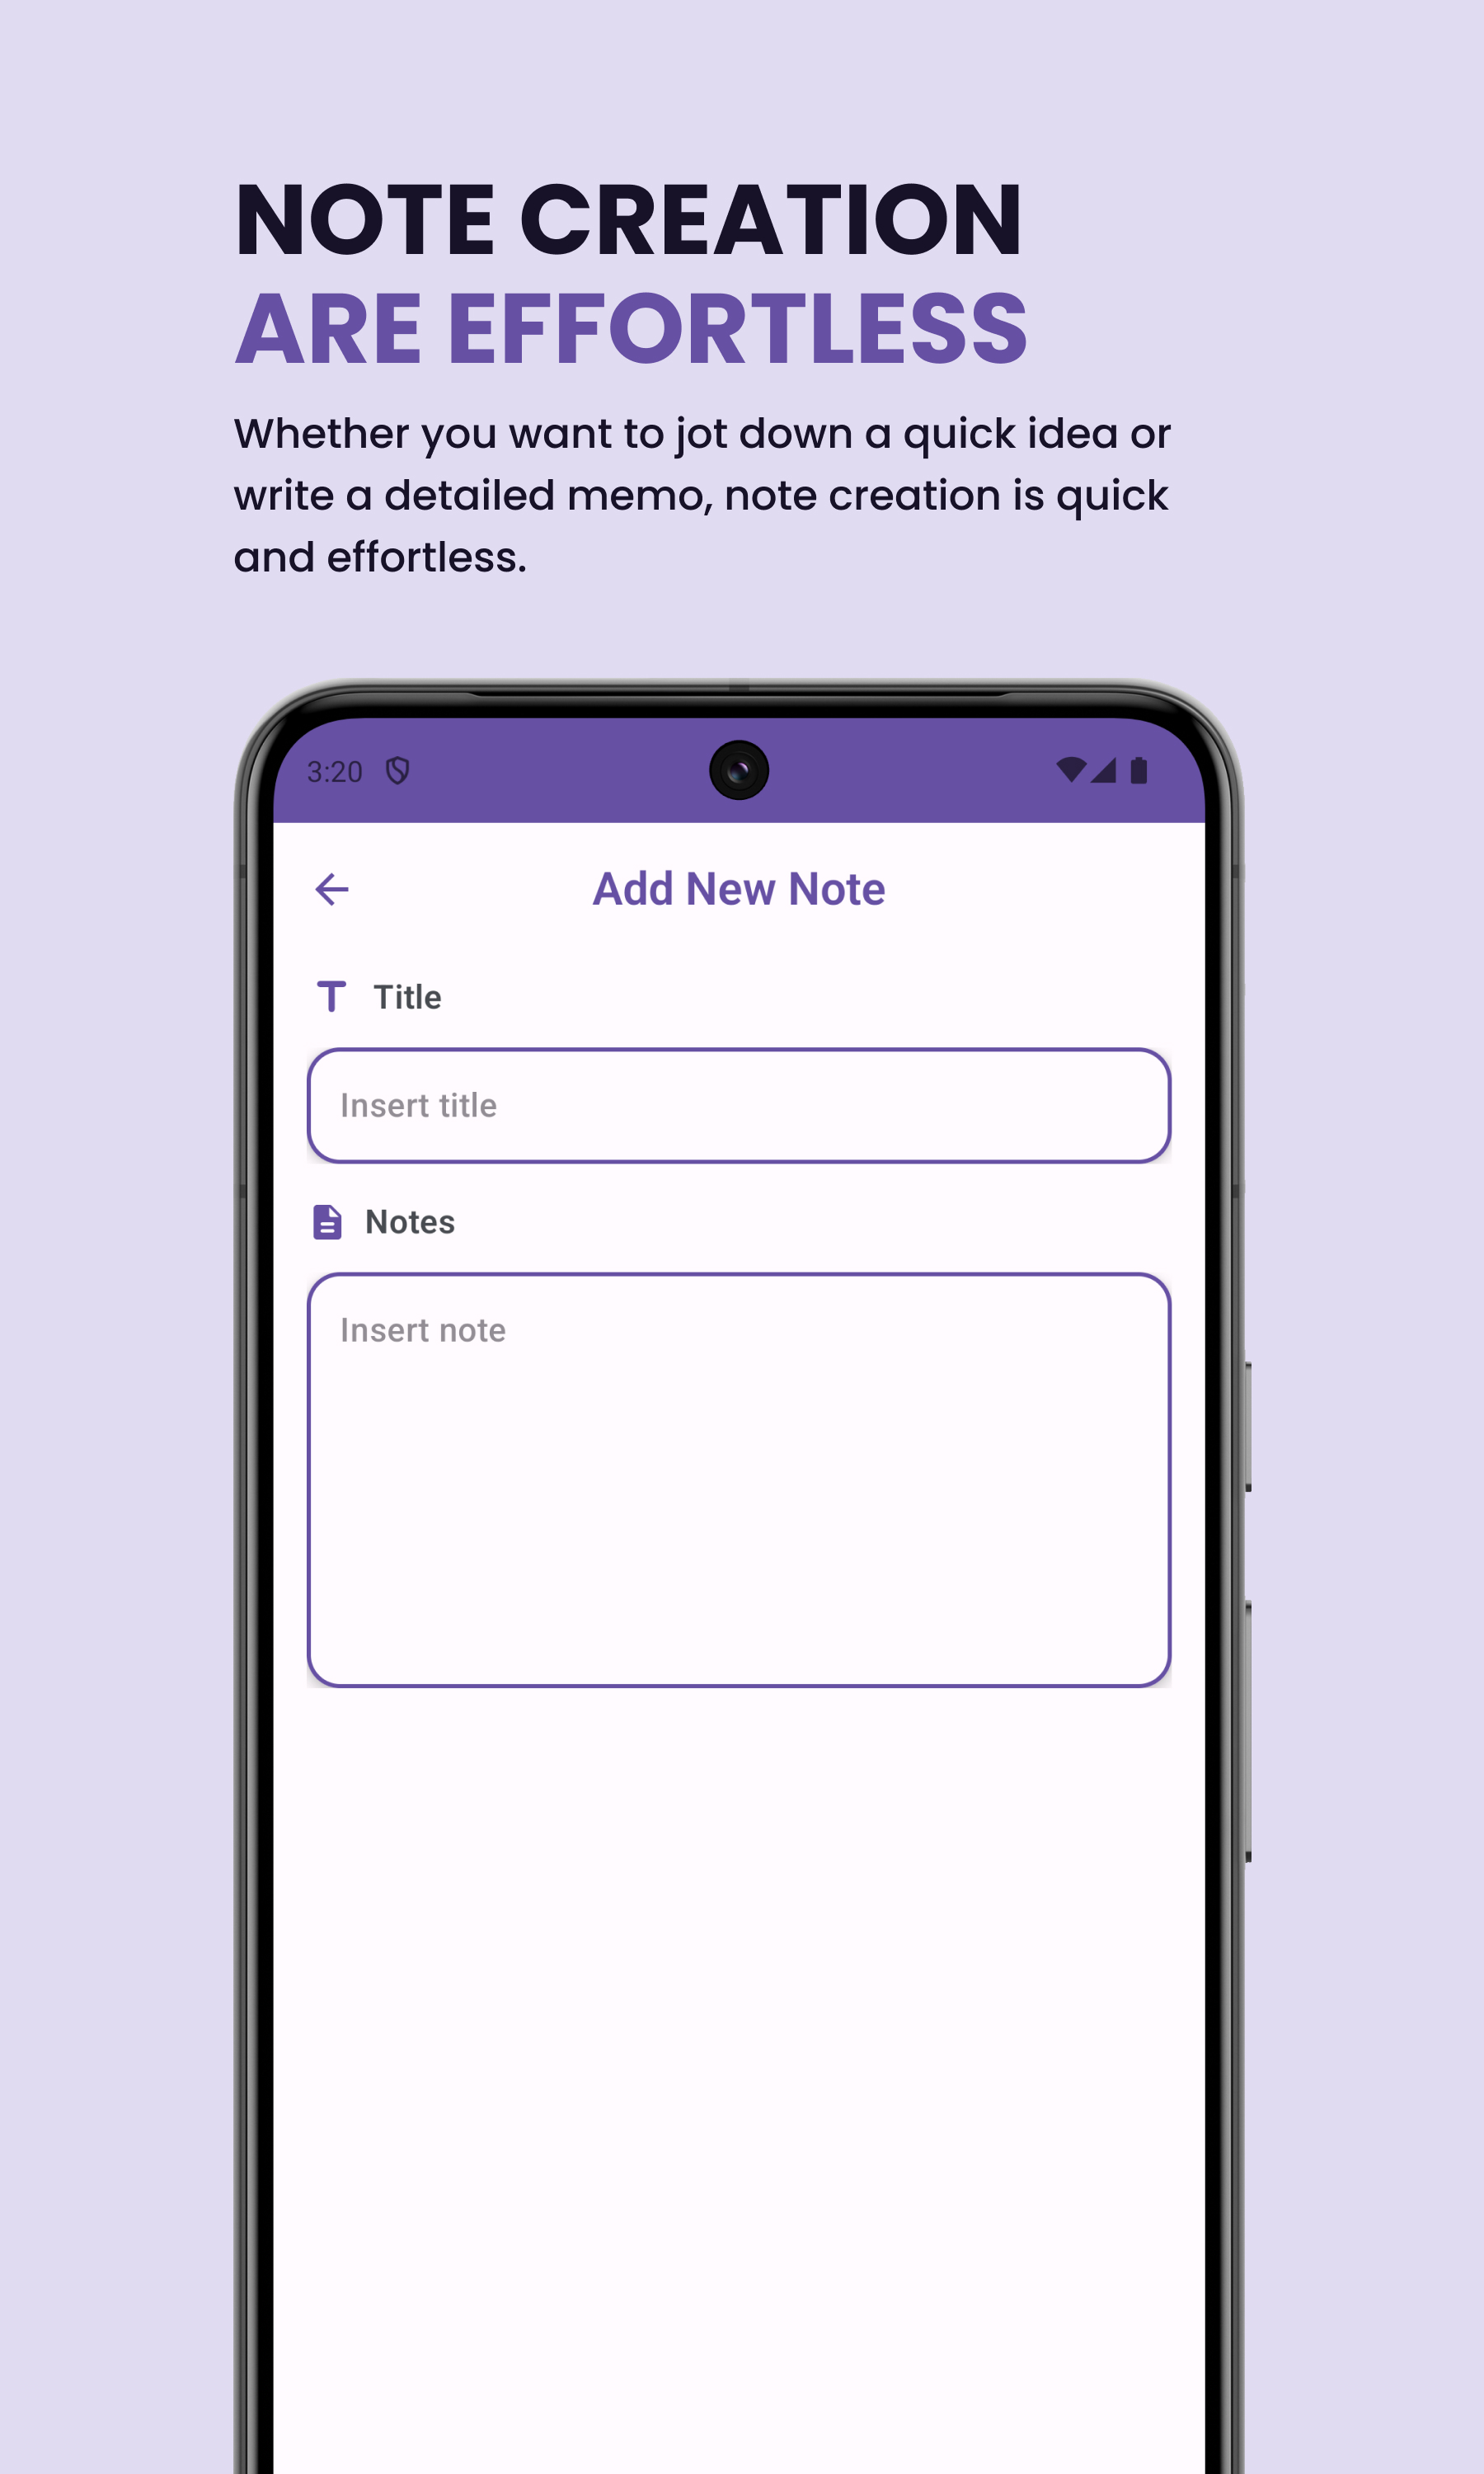 NOTE CREATION
ARE EFFORTLESS
Whether you want to jot down a quick idea or
write a detailed memo, note creation is quick
and effortless.
3:20
Add New Note
Title
Insert title
Notes
Insert note